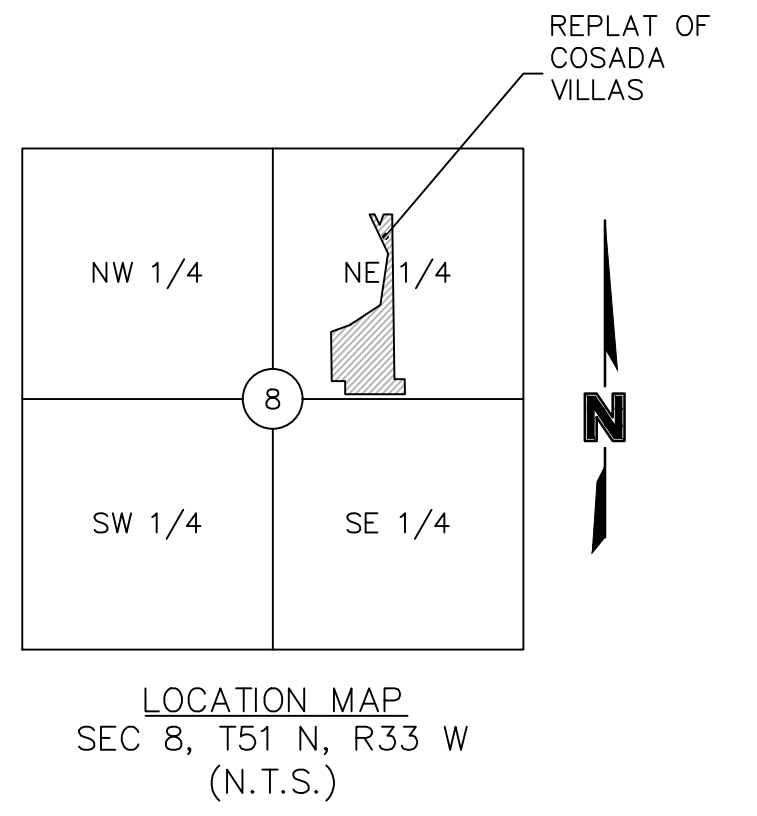 REPLAT OF
COSADA
VILLAS
NW 1/4
NE 1/4
8
N
SW 1/4
SE 1/4
LOCATION MAP
SEC 8, T51 N, R33 W
(N.T.S.)